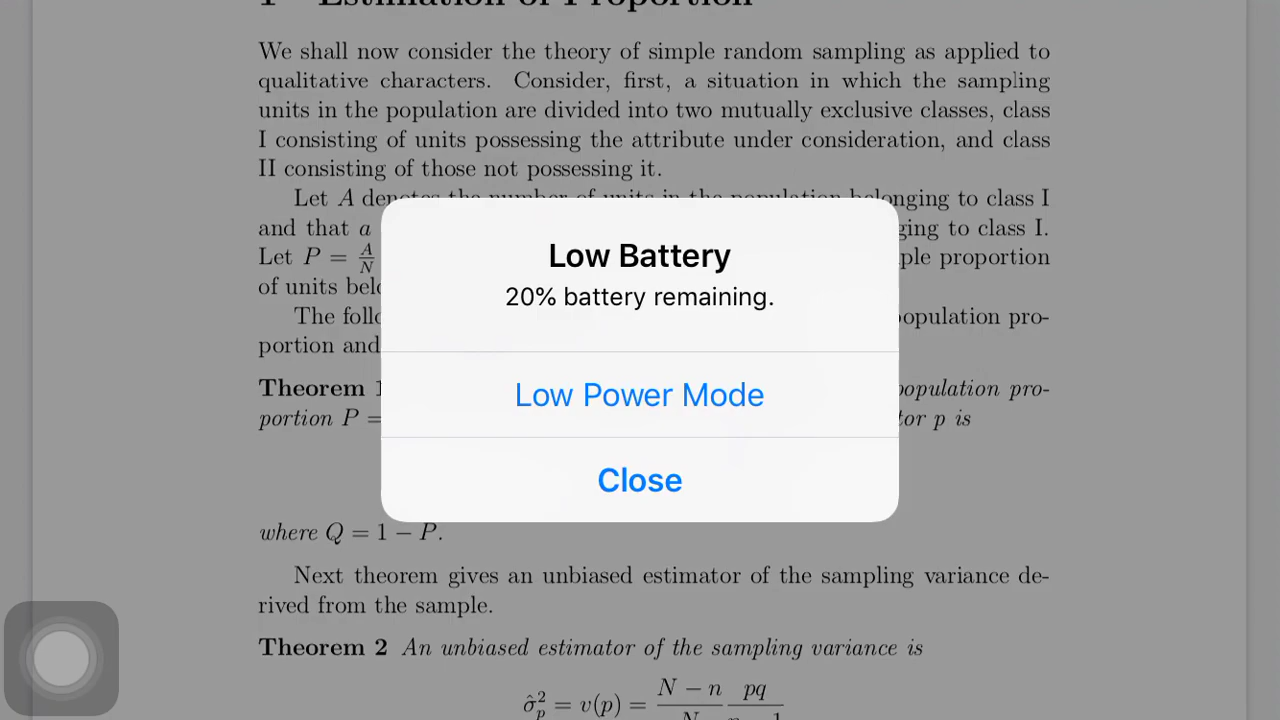 1 Estimation of Proportion
We shall now consider the theory of simple random sampling as applied to
qualitative characters. Consider, first, a situation in which the sampling
units in the population are divided into two mutually exclusive classes, class
I consisting of units possessing the attribute under consideration, and class
II consisting of those not possessing it.
Let A denotes the number of units in the population belonging to class I
and that a ging to class I.
Let P = A/N ple proportion
of units
The opulation pro-
portion and
Theorem 1 population pro-
portion P = tor p is
Low Battery
20% battery remaining.
Low Power Mode
Close
where Q = 1 − P.
Next theorem gives an unbiased estimator of the sampling variance de-
rived from the sample.
Theorem 2 An unbiased estimator of the sampling variance is
σ̂²ₚ = v(p) = N − n / N pq / n − 1